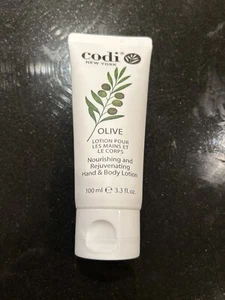 codi
NEW YORK
OLIVE
LOTION POUR
LES MAINS ET
LE CORPS
Nourishing and
Rejuvenating
Hand & Body Lotion
100 ml ℮ 3.3 fl.oz.